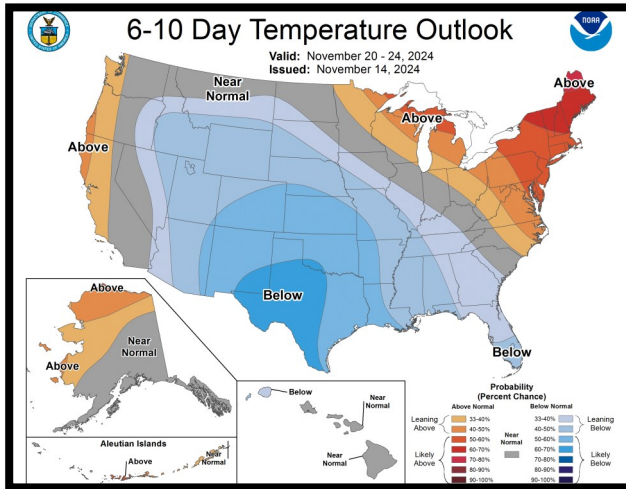 6-10 Day Temperature Outlook
Valid: November 20 - 24, 2024
Issued: November 14, 2024
NOAA
Near
Normal
Above
Above
Above
Below
Below
Above
Near
Normal
Above
Below
Near
Normal
Near
Normal
Aleutian Islands
Above
Near
Normal
Probability
(Percent Chance)
Above Normal
Below Normal
Leaning
Above
33-40%
40-50%
Likely
Above
50-60%
60-70%
70-80%
80-90%
90-100%
Near
Normal
33-40%
40-50%
Leaning
Below
50-60%
60-70%
70-80%
80-90%
90-100%
Likely
Below